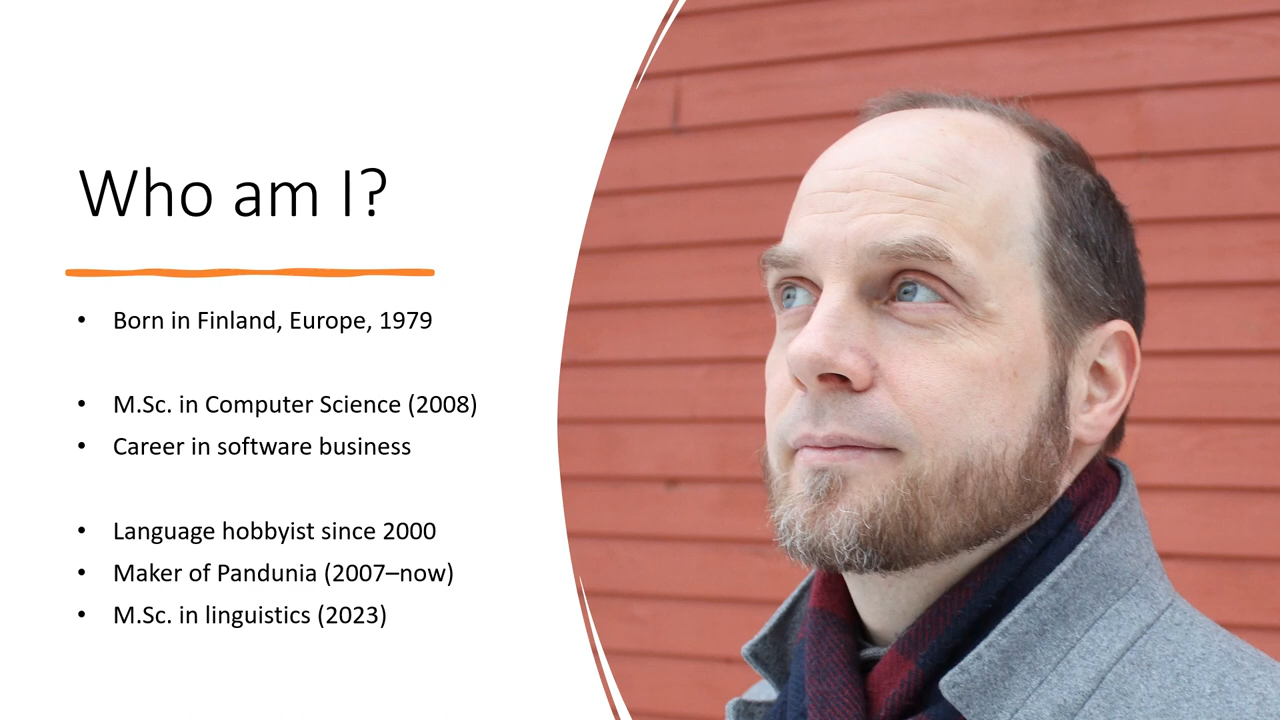 Who am I?
• Born in Finland, Europe, 1979
• M.Sc. in Computer Science (2008)
• Career in software business
• Language hobbyist since 2000
• Maker of Pandunia (2007–now)
• M.Sc. in linguistics (2023)